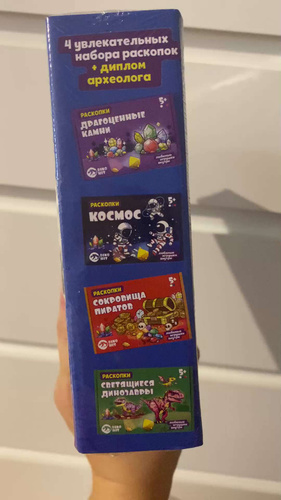 4 увлекательных
набора раскопок
+ диплом
археолога
РАСКОПКИ
5+
ДРАГОЦЕННЫЕ
КАМНИ
РАСКОПКИ
5+
КОСМОС
РАСКОПКИ
5+
СОКРОВИЩА
ПИРАТОВ
РАСКОПКИ
5+
СВЕТЯЩИЕСЯ
ДИНОЗАВРЫ